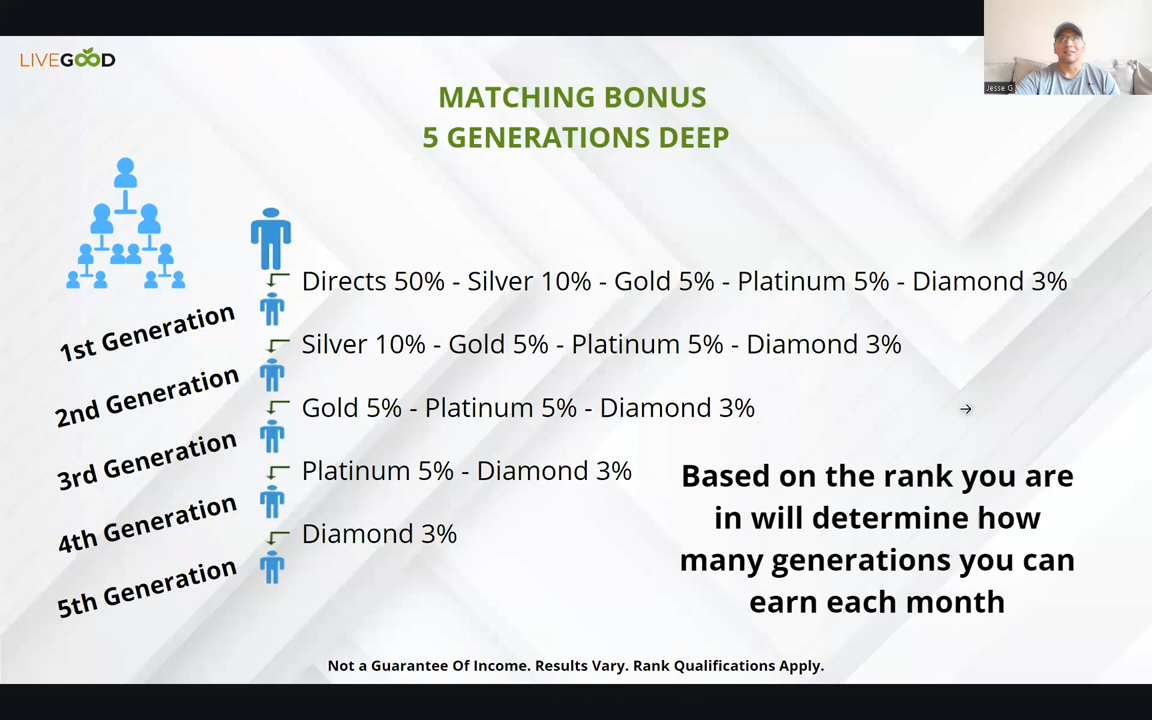 LIVEGOOD
Jesse G.
MATCHING BONUS
5 GENERATIONS DEEP
Directs 50% - Silver 10% - Gold 5% - Platinum 5% - Diamond 3%
1st Generation
Silver 10% - Gold 5% - Platinum 5% - Diamond 3%
2nd Generation
Gold 5% - Platinum 5% - Diamond 3%
3rd Generation
Platinum 5% - Diamond 3%
4th Generation
Diamond 3%
5th Generation
Based on the rank you are
in will determine how
many generations you can
earn each month
Not a Guarantee Of Income. Results Vary. Rank Qualifications Apply.